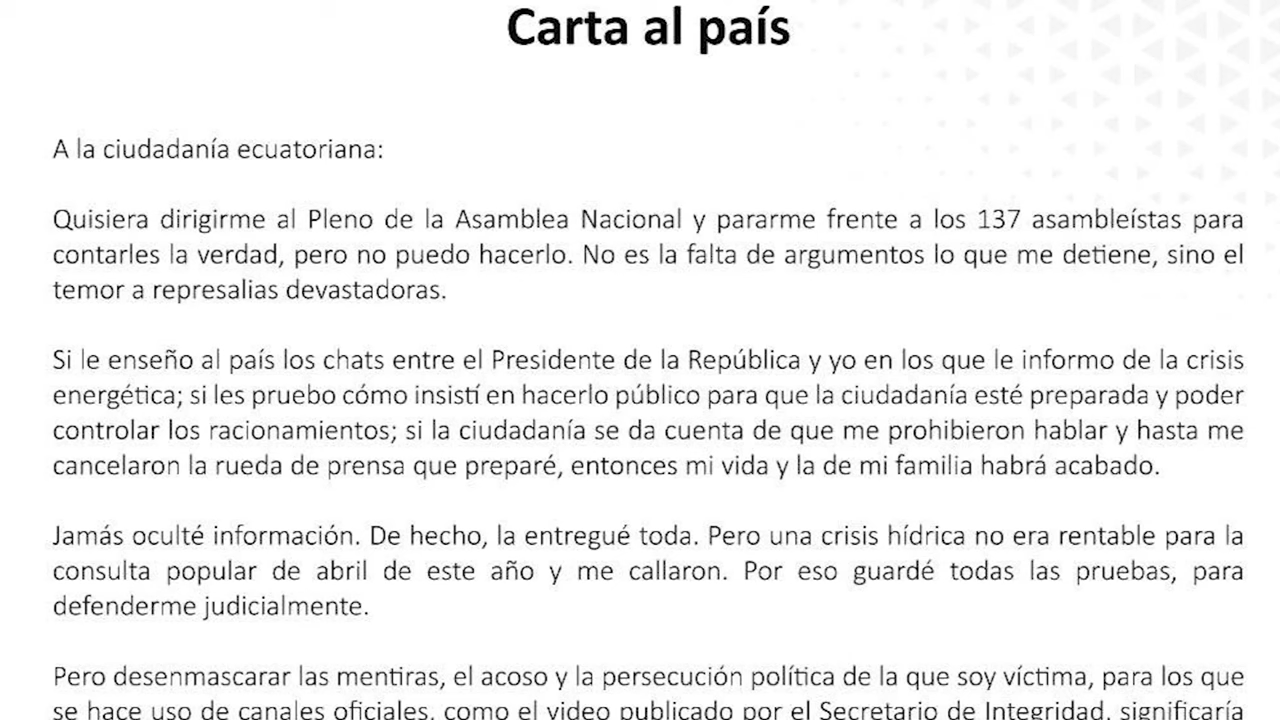 Carta al país
A la ciudadanía ecuatoriana:
Quisiera dirigirme al Pleno de la Asamblea Nacional y pararme frente a los 137 asambleístas para
contarles la verdad, pero no puedo hacerlo. No es la falta de argumentos lo que me detiene, sino el
temor a represalias devastadoras.
Si le enseño al país los chats entre el Presidente de la República y yo en los que le informo de la crisis
energética; si les pruebo cómo insistí en hacerlo público para que la ciudadanía esté preparada y poder
controlar los racionamientos; si la ciudadanía se da cuenta de que me prohibieron hablar y hasta me
cancelaron la rueda de prensa que preparé, entonces mi vida y la de mi familia habrá acabado.
Jamás oculté información. De hecho, la entregué toda. Pero una crisis hídrica no era rentable para la
consulta popular de abril de este año y me callaron. Por eso guardé todas las pruebas, para
defenderme judicialmente.
Pero desenmascarar las mentiras, el acoso y la persecución política de la que soy víctima, para los que
se hace uso de canales oficiales, como el video publicado por el Secretario de Integridad, significaría